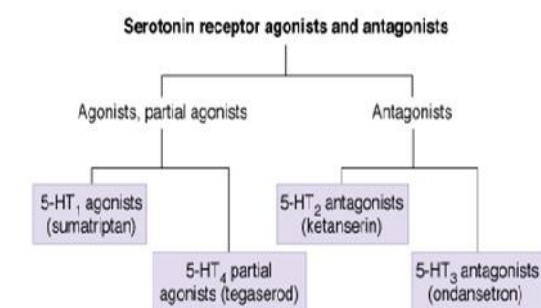 Serotonin receptor agonists and antagonists
Agonists, partial agonists
Antagonists
5-HT₁ agonists
(sumatriptan)
5-HT₂ antagonists
(ketanserin)
5-HT₄ partial
agonists (tegaserod)
5-HT₃ antagonists
(ondansetron)